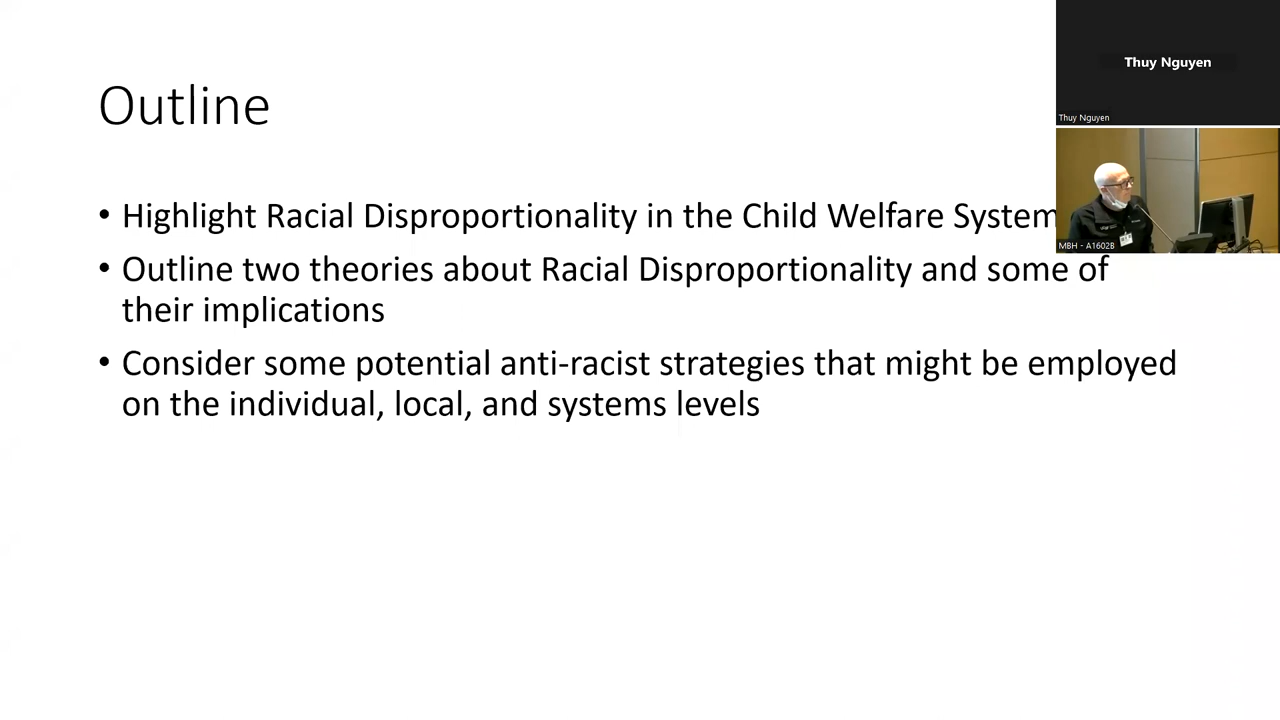 Outline
• Highlight Racial Disproportionality in the Child Welfare System
• Outline two theories about Racial Disproportionality and some of
their implications
• Consider some potential anti-racist strategies that might be employed
on the individual, local, and systems levels
Thuy Nguyen
Thuy Nguyen
MBH - A1602B